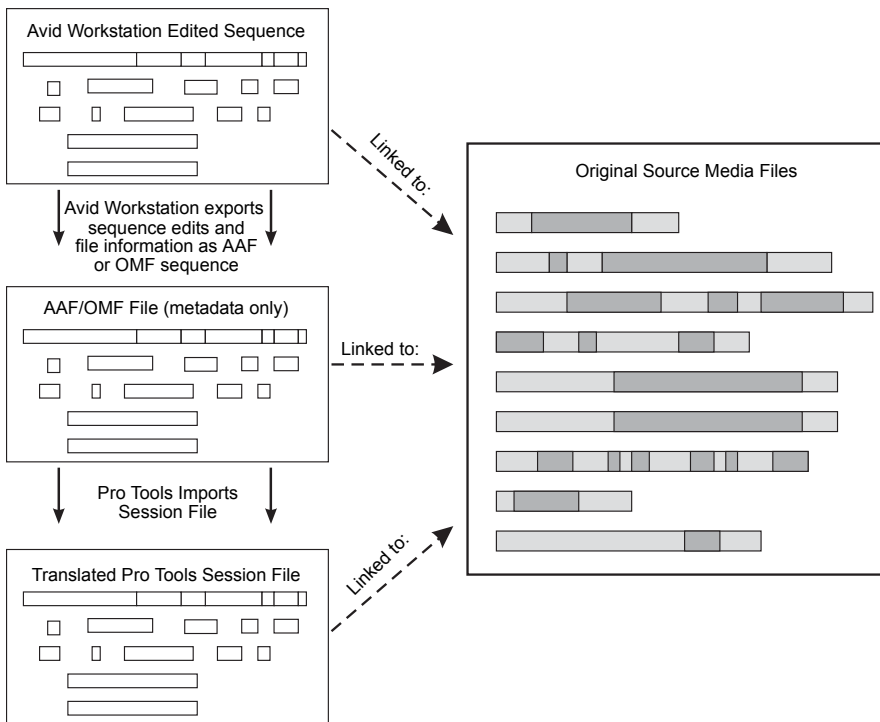 Avid Workstation Edited Sequence
Linked to:
Original Source Media Files
Avid Workstation exports
sequence edits and
file information as AAF
or OMF sequence
AAF/OMF File (metadata only)
Linked to:
Pro Tools Imports
Session File
Linked to:
Translated Pro Tools Session File